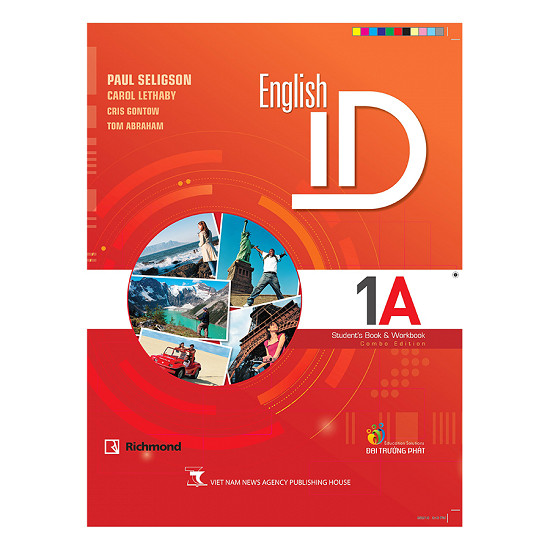 PAUL SELIGSON
CAROL LETHABY
CRIS GONTOW
TOM ABRAHAM
English
ID
1A
Student's Book & Workbook
Combo Edition
Richmond
Education Solutions
ĐẠI TRƯỜNG PHÁT
VIET NAM NEWS AGENCY PUBLISHING HOUSE